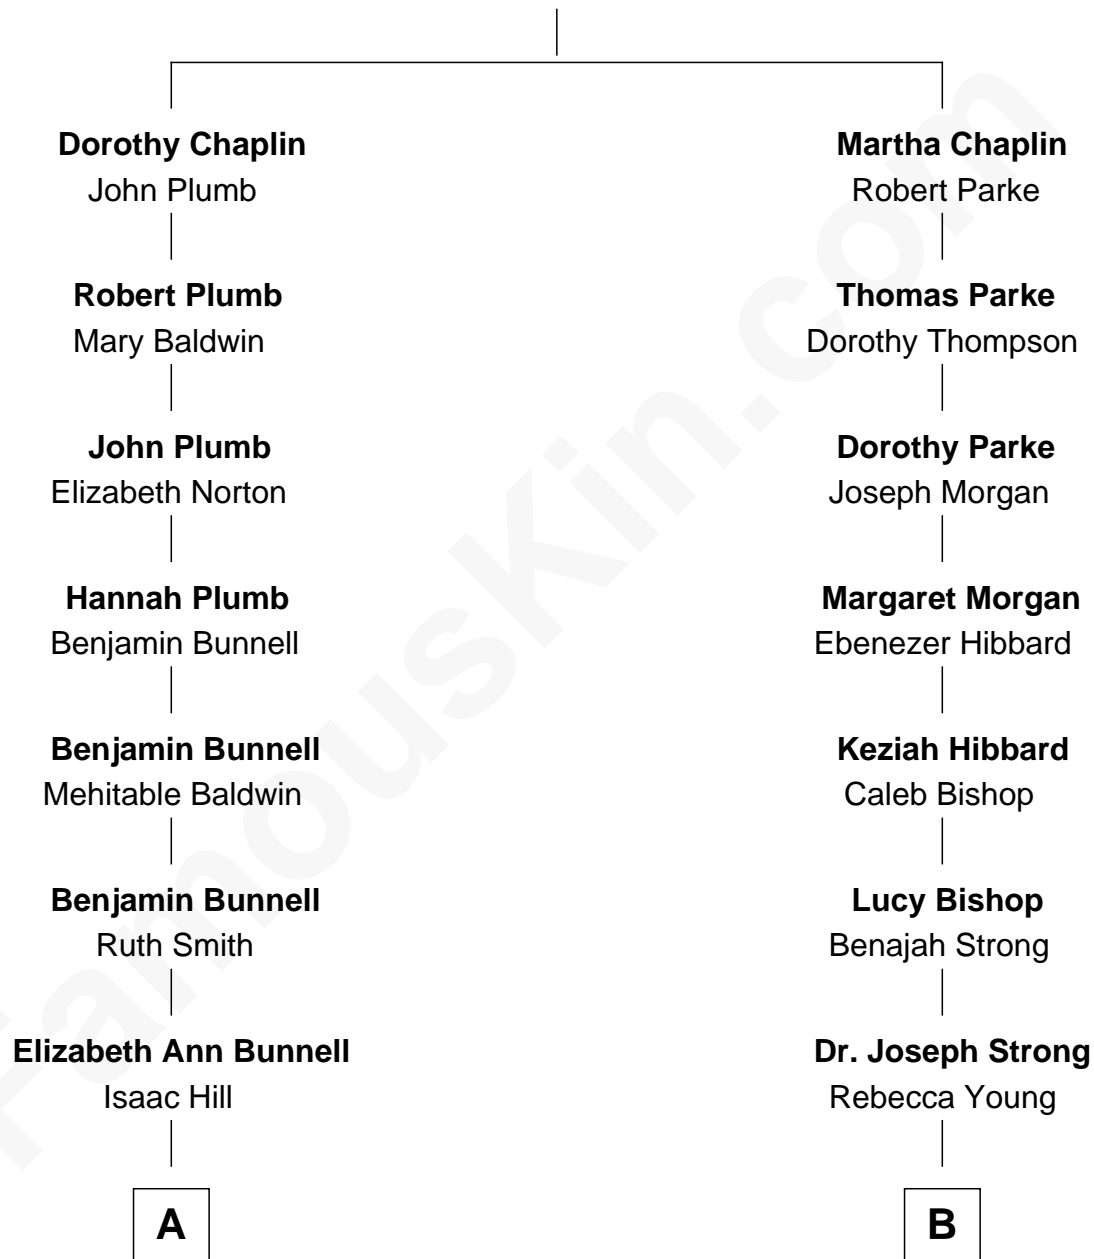 Dorothy Chaplin
John Plumb
Robert Plumb
Mary Baldwin
John Plumb
Elizabeth Norton
Hannah Plumb
Benjamin Bunnell
Benjamin Bunnell
Mehitable Baldwin
Benjamin Bunnell
Ruth Smith
Elizabeth Ann Bunnell
Isaac Hill
A
Martha Chaplin
Robert Parke
Thomas Parke
Dorothy Thompson
Dorothy Parke
Joseph Morgan
Margaret Morgan
Ebenezer Hibbard
Keziah Hibbard
Caleb Bishop
Lucy Bishop
Benajah Strong
Dr. Joseph Strong
Rebecca Young
B
FamousKin.com